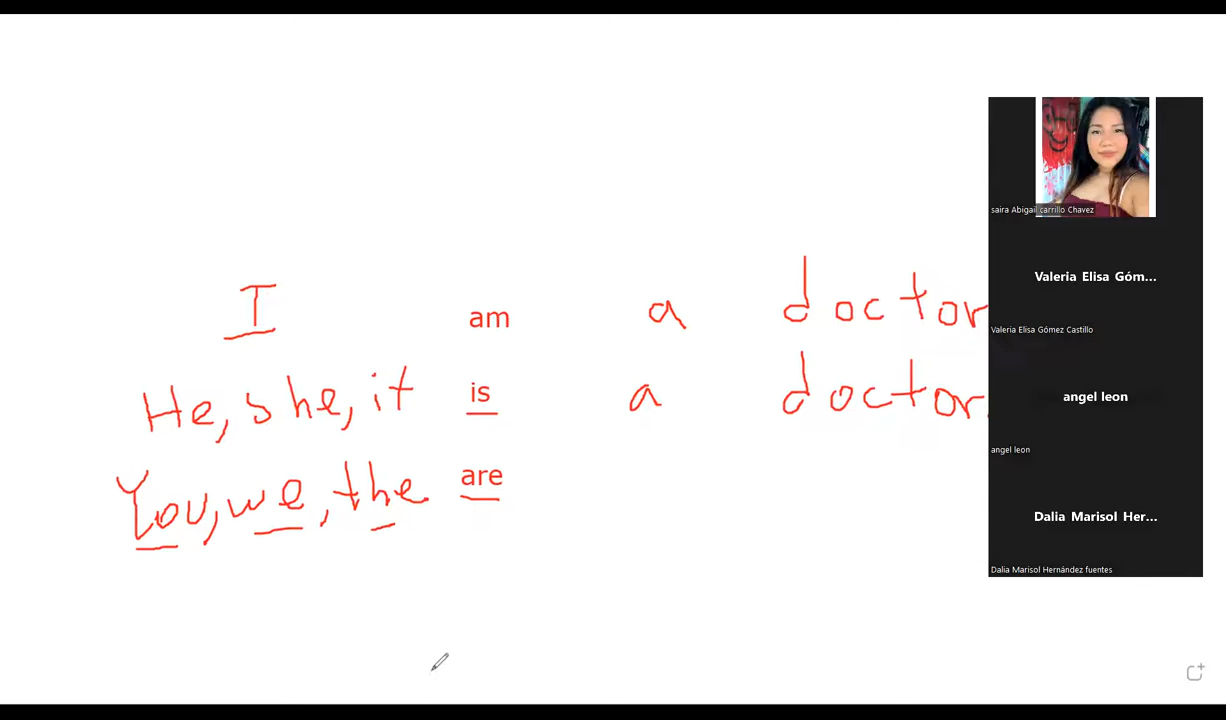 I am a doctor
He, she, it is a doctor.
You, we, the are
saira Abigail carrillo Chavez
Valeria Elisa Góm...
Valeria Elisa Gómez Castillo
angel leon
angel leon
Dalia Marisol Her...
Dalia Marisol Hernández fuentes